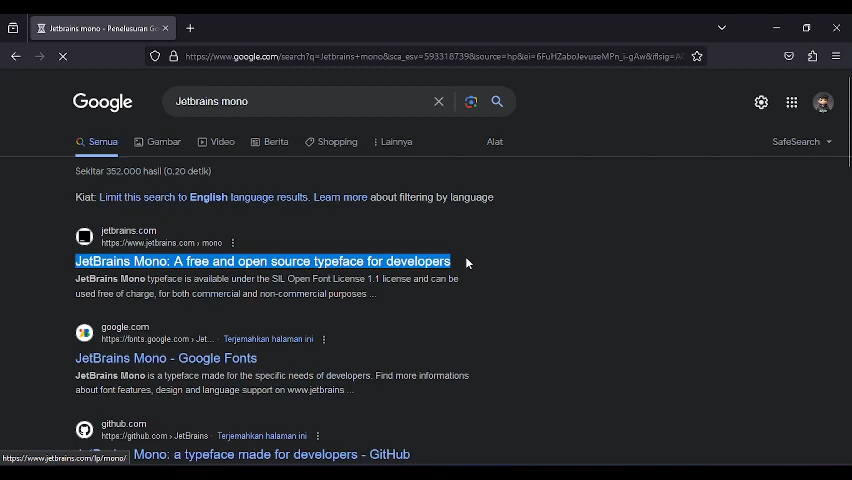 Jetbrains mono - Penelusuran Go
https://www.google.com/search?q=Jetbrains+mono&sca_esv=593318739&source=hp&ei=6FuHZaboJevuseMPn_i-gAw&iflsig=A
Google
Jetbrains mono
Semua Gambar Video Berita Shopping Lainnya Alat SafeSearch
Sekitar 352.000 hasil (0,20 detik)
Kiat: Limit this search to English language results. Learn more about filtering by language
jetbrains.com
https://www.jetbrains.com › mono
JetBrains Mono: A free and open source typeface for developers
JetBrains Mono typeface is available under the SIL Open Font License 1.1 license and can be
used free of charge, for both commercial and non-commercial purposes ...
google.com
https://fonts.google.com › Jet... · Terjemahkan halaman ini
JetBrains Mono - Google Fonts
JetBrains Mono is a typeface made for the specific needs of developers. Find more informations
about font features, design and language support on www.jetbrains ...
github.com
https://github.com › JetBrains · Terjemahkan halaman ini
Mono: a typeface made for developers - GitHub
https://www.jetbrains.com/lp/mono/